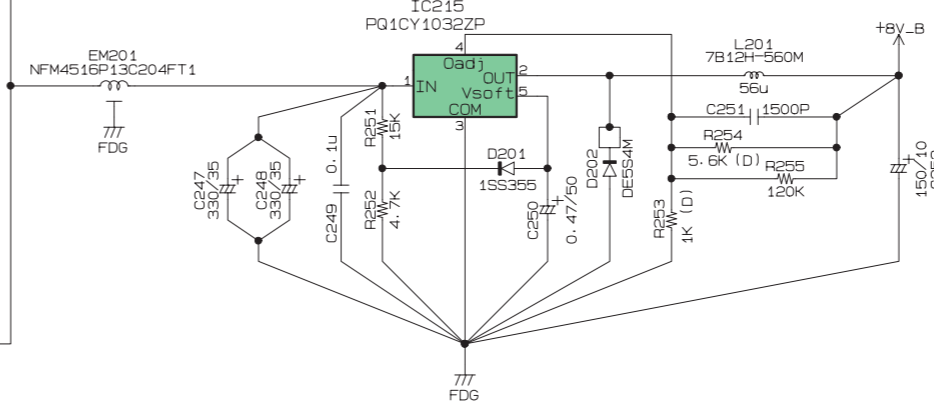 IC215
PQ1CY1032ZP
EM201
NFM4516P13C204FT1
FDG
4
Oadj
1
IN
OUT
2
Vsoft
5
COM
3
L201
7B12H-560M
56u
+8V_B
C251
1500P
R254
5.6K (D)
R255
120K
R251
15K
0.1u
C249
C247
330/35
C248
330/35
R252
4.7K
D201
1SS355
C250
0.47/50
D202
DE5S4M
R253
1K (D)
150/10
FDG